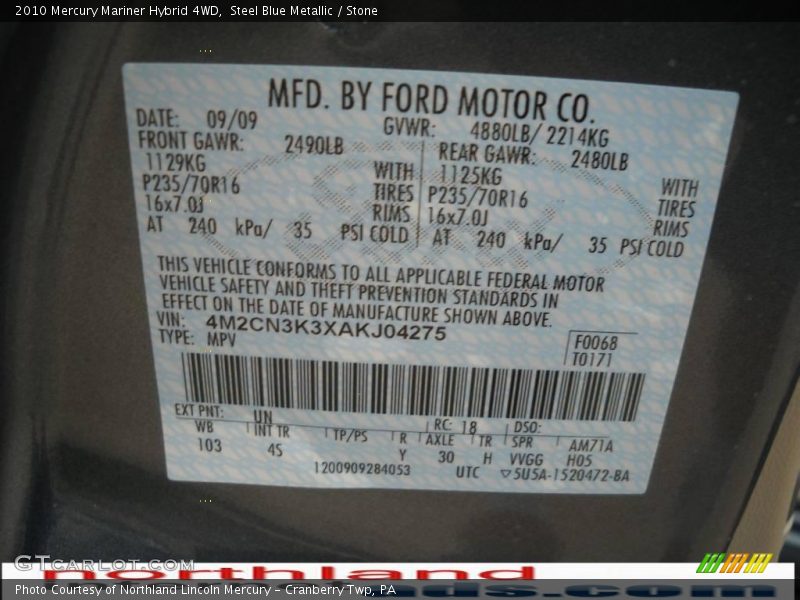 2010 Mercury Mariner Hybrid 4WD, Steel Blue Metallic / Stone
MFD. BY FORD MOTOR CO.
DATE: 09/09 GVWR: 4880LB/ 2214KG
FRONT GAWR: 2490LB REAR GAWR: 2480LB
1129KG WITH 1125KG WITH
P235/70R16 TIRES P235/70R16 TIRES
16x7.0J RIMS 16x7.0J RIMS
AT 240 kPa/ 35 PSI COLD AT 240 kPa/ 35 PSI COLD
THIS VEHICLE CONFORMS TO ALL APPLICABLE FEDERAL MOTOR
VEHICLE SAFETY AND THEFT PREVENTION STANDARDS IN
EFFECT ON THE DATE OF MANUFACTURE SHOWN ABOVE.
VIN: 4M2CN3K3XAKJ04275
TYPE: MPV
F0068
T0171
EXT PNT: UN RC: 18 DSO:
WB INT TR TP/PS R AXLE TR SPR AM71A
103 4S Y 30 H VVGG H05
1200909284053 UTC ▽5U5A-1520472-BA
GTCarLot.com
northland
ds.com
Photo Courtesy of Northland Lincoln Mercury - Cranberry Twp, PA